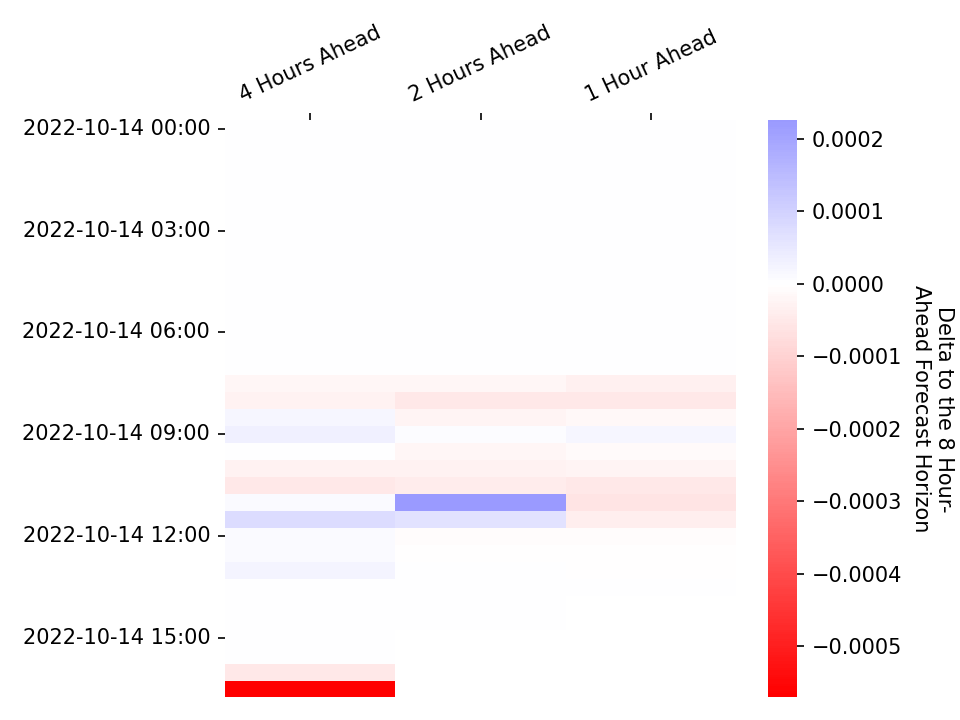 4 Hours Ahead
2 Hours Ahead
1 Hour Ahead
2022-10-14 00:00
2022-10-14 03:00
2022-10-14 06:00
2022-10-14 09:00
2022-10-14 12:00
2022-10-14 15:00
0.0002
0.0001
0.0000
−0.0001
−0.0002
−0.0003
−0.0004
−0.0005
Delta to the 8 Hour-
Ahead Forecast Horizon